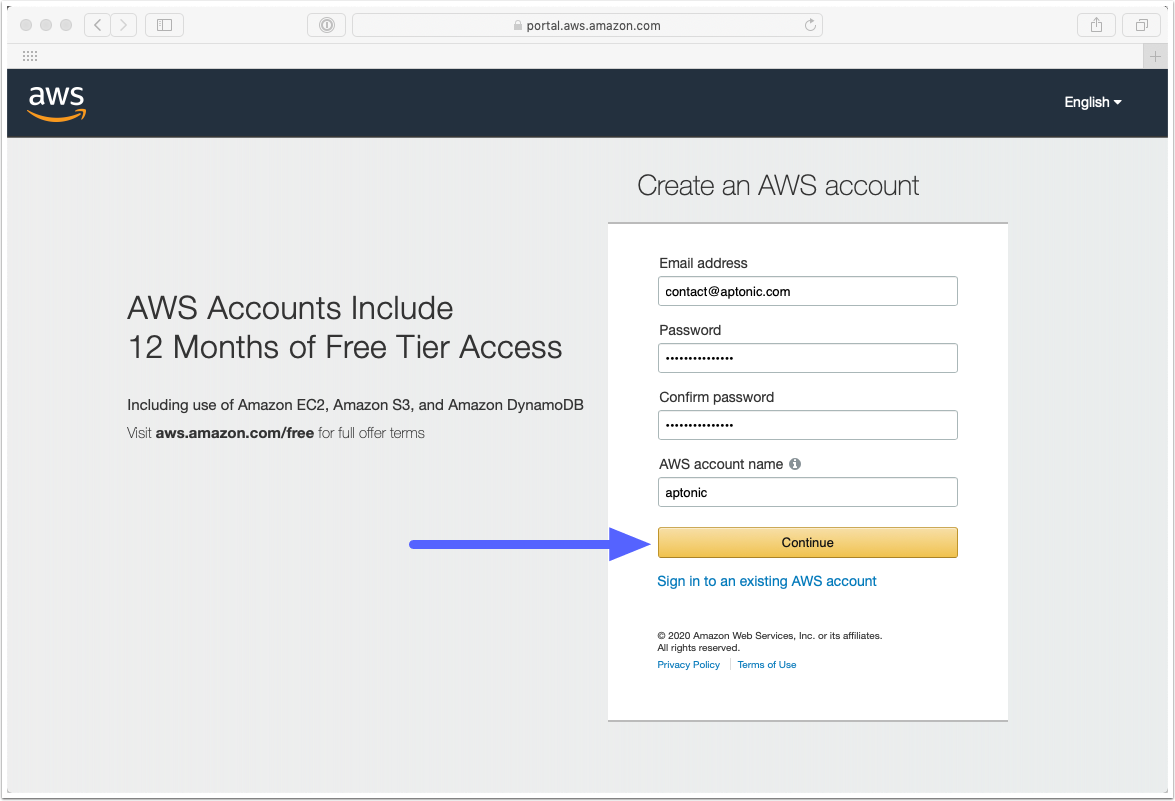 portal.aws.amazon.com
aws
English
Create an AWS account
AWS Accounts Include
12 Months of Free Tier Access
Including use of Amazon EC2, Amazon S3, and Amazon DynamoDB
Visit aws.amazon.com/free for full offer terms
Email address
contact@aptonic.com
Password
••••••••••••••
Confirm password
••••••••••••••
AWS account name
aptonic
Continue
Sign in to an existing AWS account
© 2020 Amazon Web Services, Inc. or its affiliates.
All rights reserved.
Privacy Policy | Terms of Use